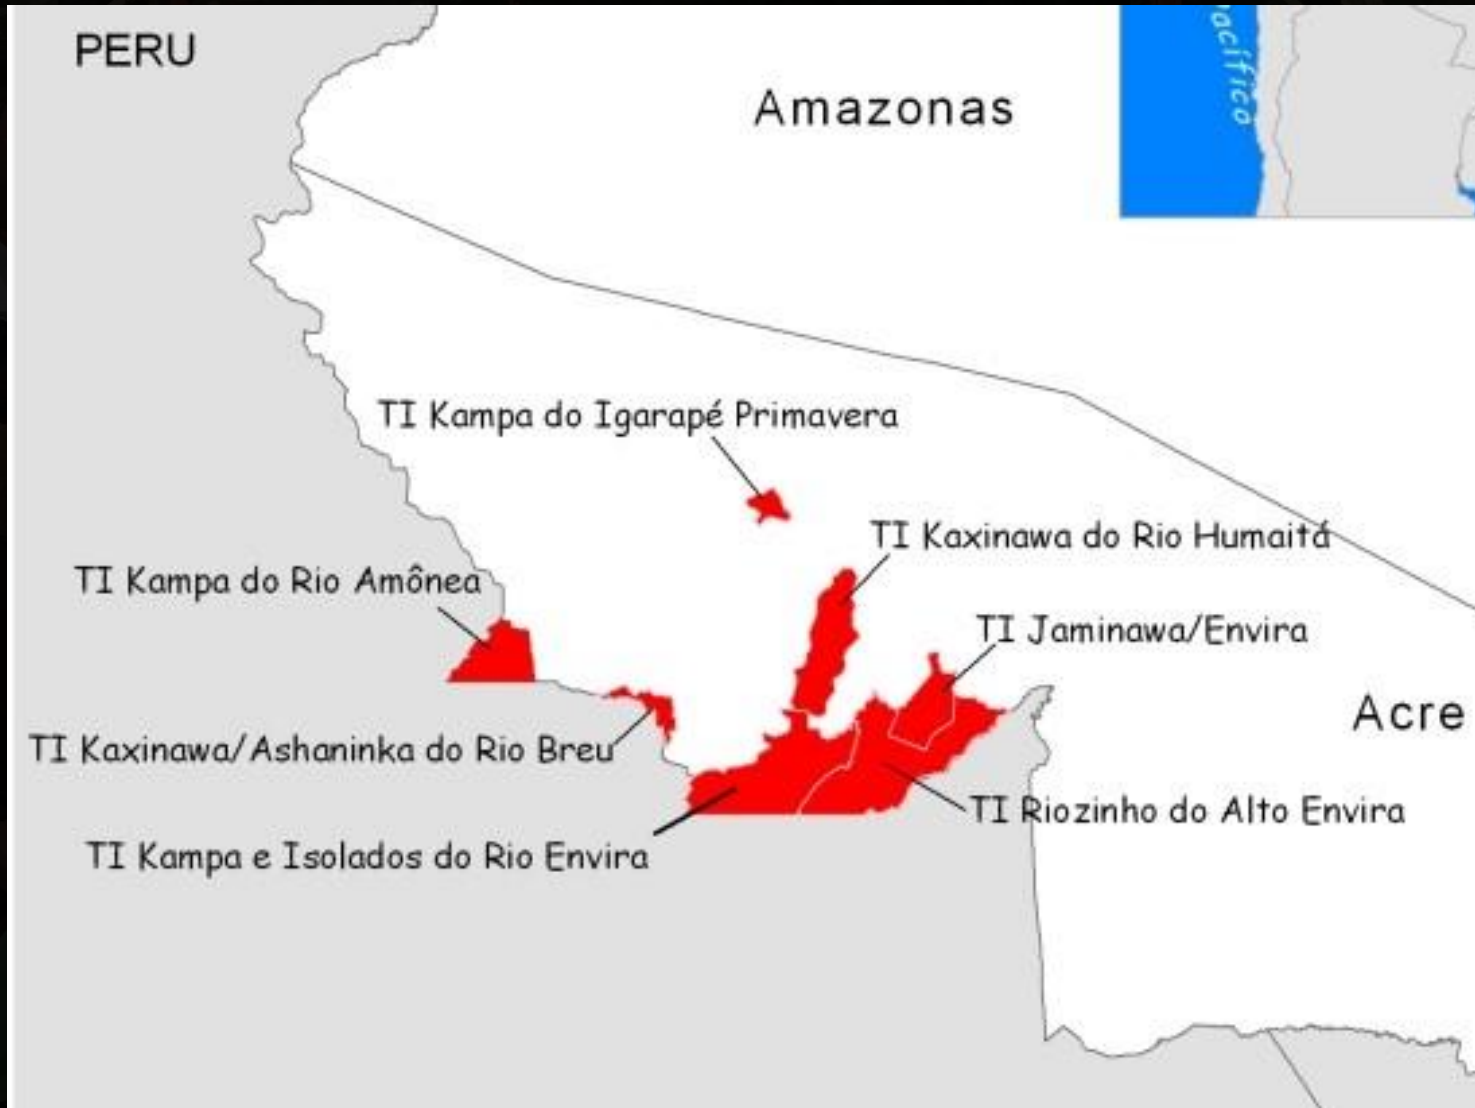 PERU
Amazonas
pacífico
TI Kampa do Igarapé Primavera
TI Kaxinawa do Rio Humaitá
TI Kampa do Rio Amônea
TI Jaminawa/Envira
Acre
TI Kaxinawa/Ashaninka do Rio Breu
TI Riozinho do Alto Envira
TI Kampa e Isolados do Rio Envira